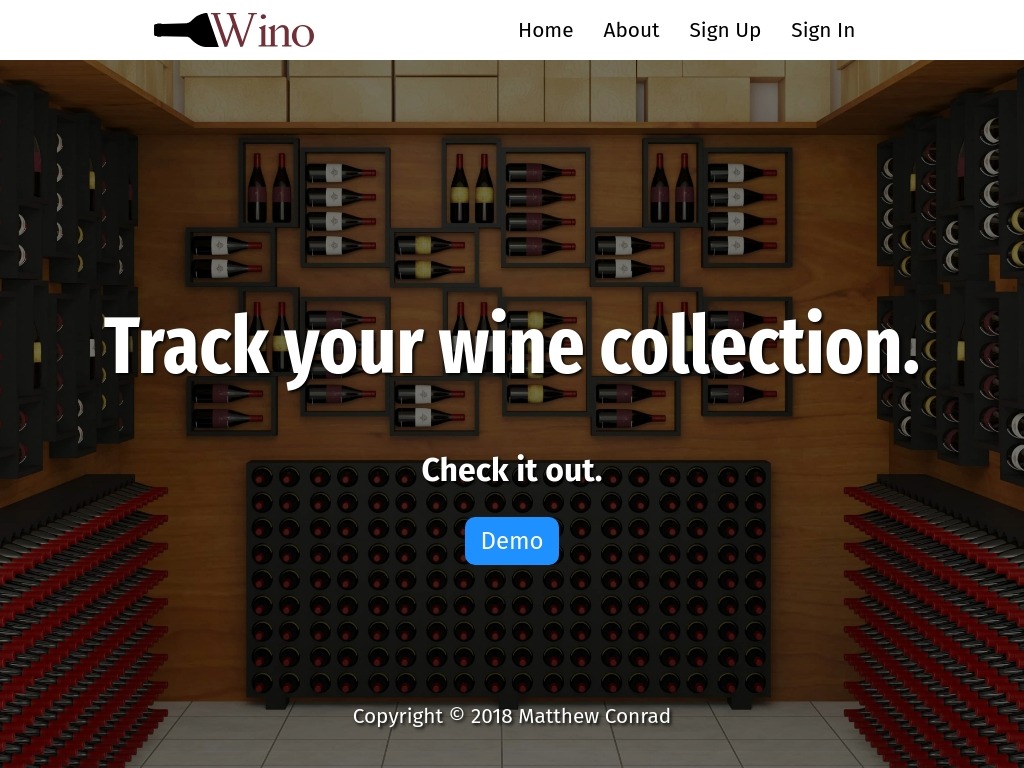 Wino
Home About Sign Up Sign In
Track your wine collection.
Check it out.
Demo
Copyright © 2018 Matthew Conrad